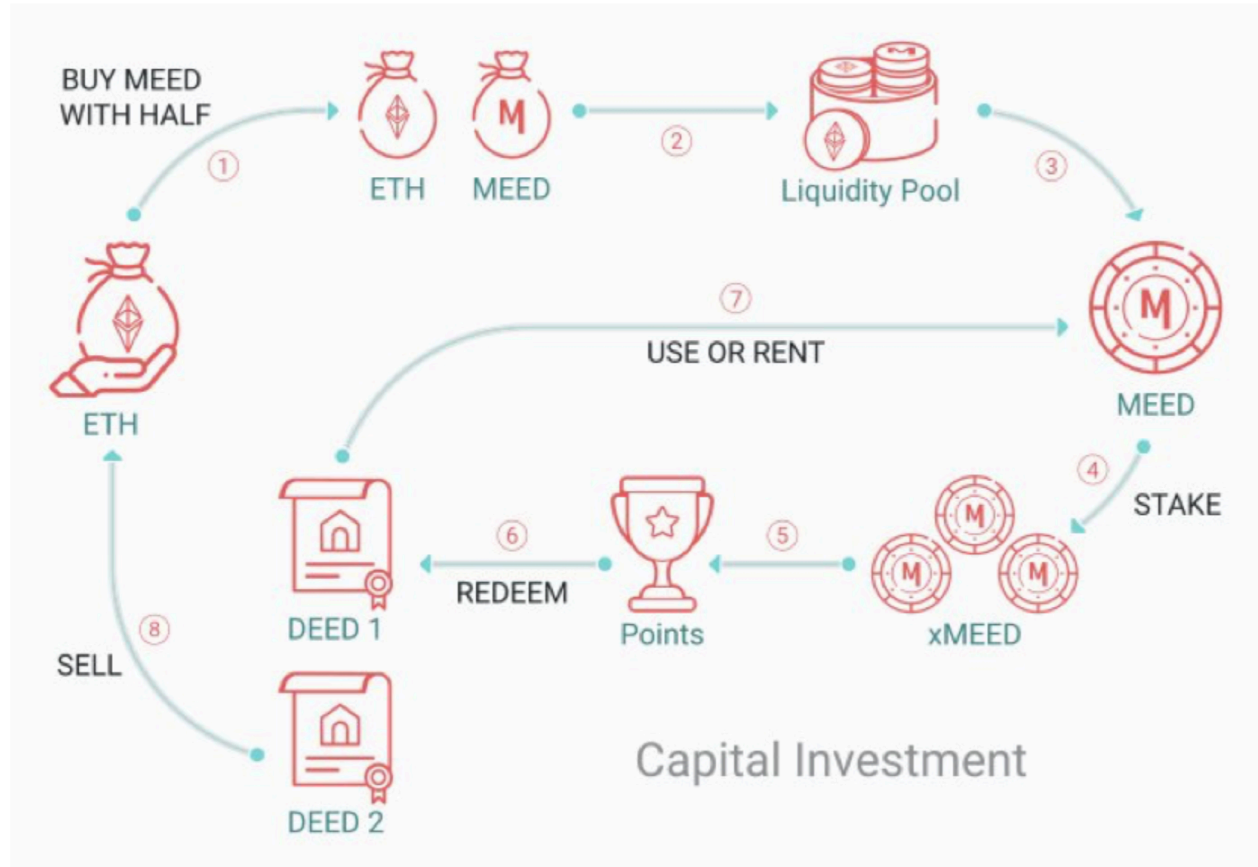 BUY MEED
WITH HALF
1
ETH
M
MEED
2
Liquidity Pool
3
ETH
7
USE OR RENT
M
MEED
4
STAKE
M
M
M
xMEED
5
Points
6
REDEEM
DEED 1
8
SELL
DEED 2
Capital Investment